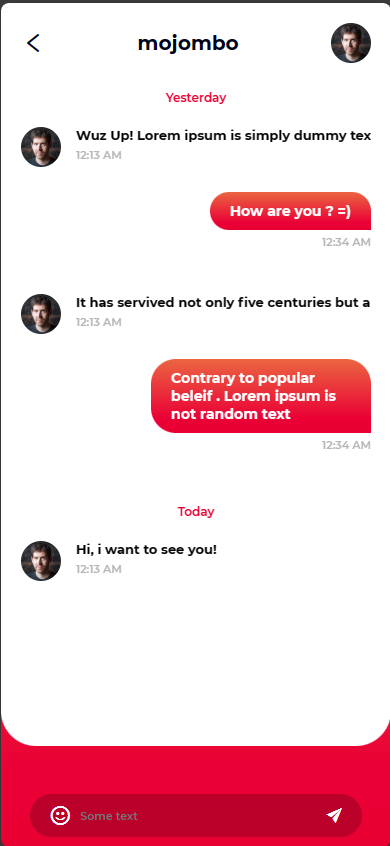 mojombo
Yesterday
Wuz Up! Lorem ipsum is simply dummy tex
12:13 AM
How are you ? =)
12:34 AM
It has servived not only five centuries but a
12:13 AM
Contrary to popular
beleif . Lorem ipsum is
not random text
12:34 AM
Today
Hi, i want to see you!
12:13 AM
Some text